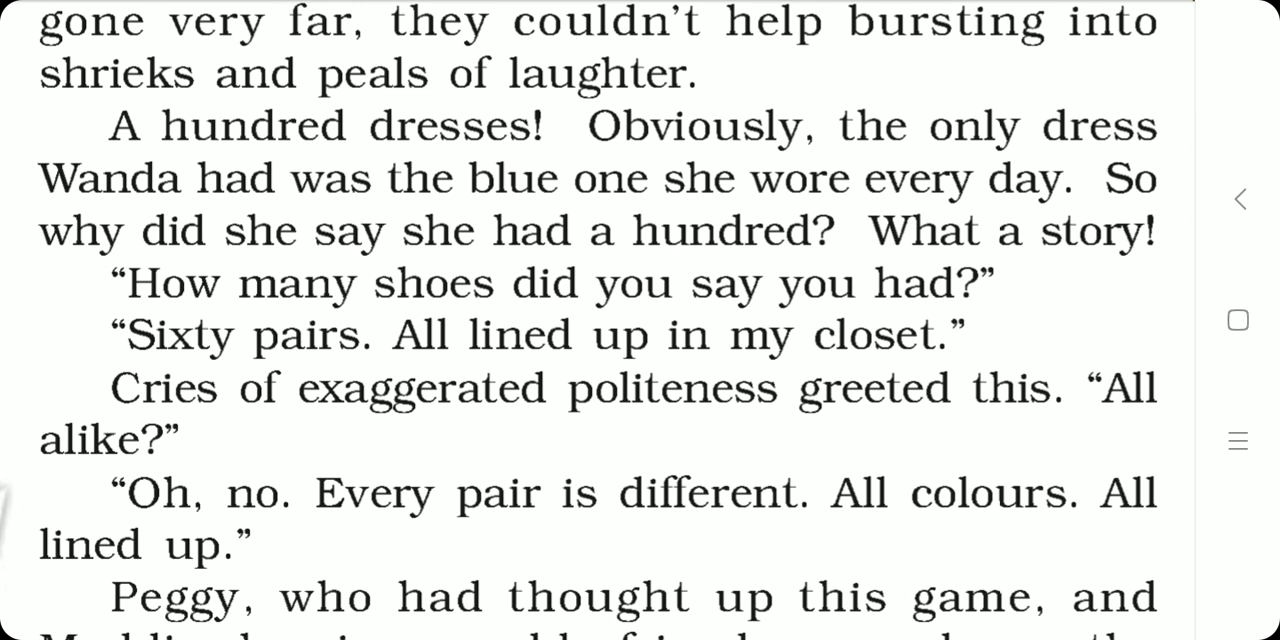 gone very far, they couldn’t help bursting into
shrieks and peals of laughter.
A hundred dresses! Obviously, the only dress
Wanda had was the blue one she wore every day. So
why did she say she had a hundred? What a story!
“How many shoes did you say you had?”
“Sixty pairs. All lined up in my closet.”
Cries of exaggerated politeness greeted this. “All
alike?”
“Oh, no. Every pair is different. All colours. All
lined up.”
Peggy, who had thought up this game, and